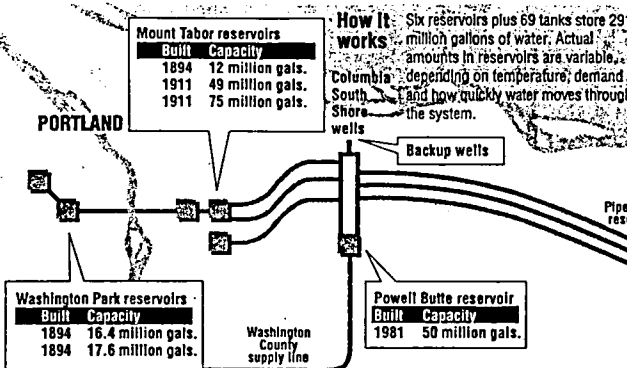 Mount Tabor reservoirs
Built Capacity
1894 12 million gals.
1911 49 million gals.
1911 75 million gals.
How it
works
Six reservoirs plus 69 tanks store
million gallons of water. Actual
amounts in reservoirs are variable,
depending on temperature, demand
and how quickly water moves
the system.
Columbia
South
Shore
wells
PORTLAND
Backup wells
Washington Park reservoirs
Built Capacity
1894 16.4 million gals.
1894 17.6 million gals.
Washington
County
supply line
Powell Butte reservoir
Built Capacity
1981 50 million gals.